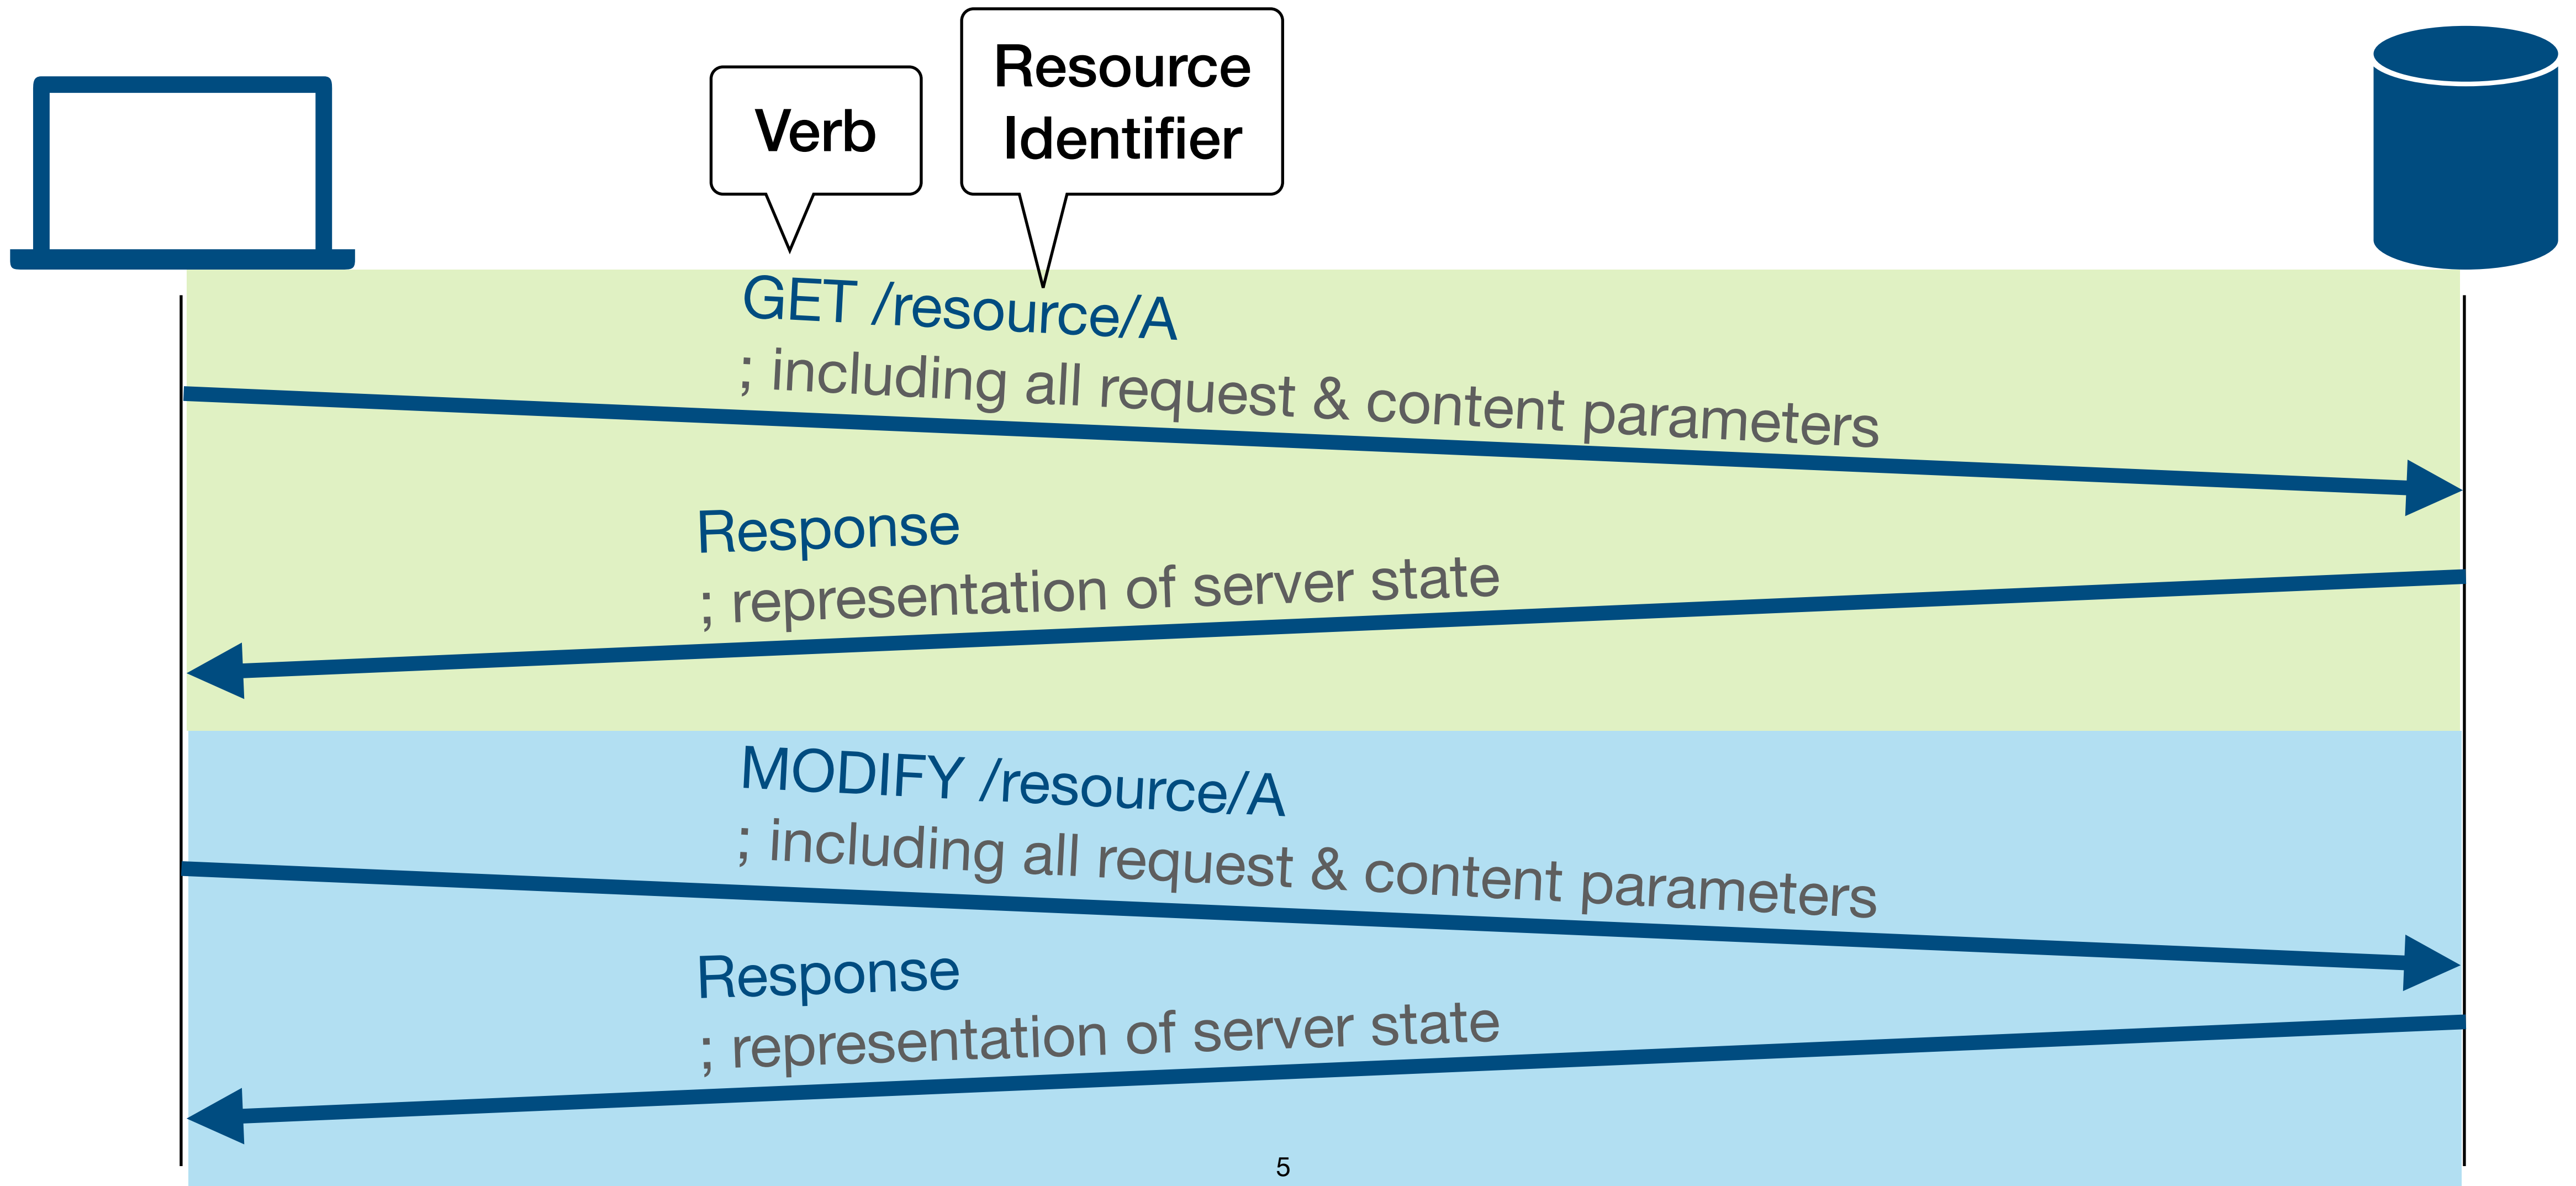 Verb
Resource
Identifier
GET /resource/A
; including all request & content parameters
Response
; representation of server state
MODIFY /resource/A
; including all request & content parameters
Response
; representation of server state
5